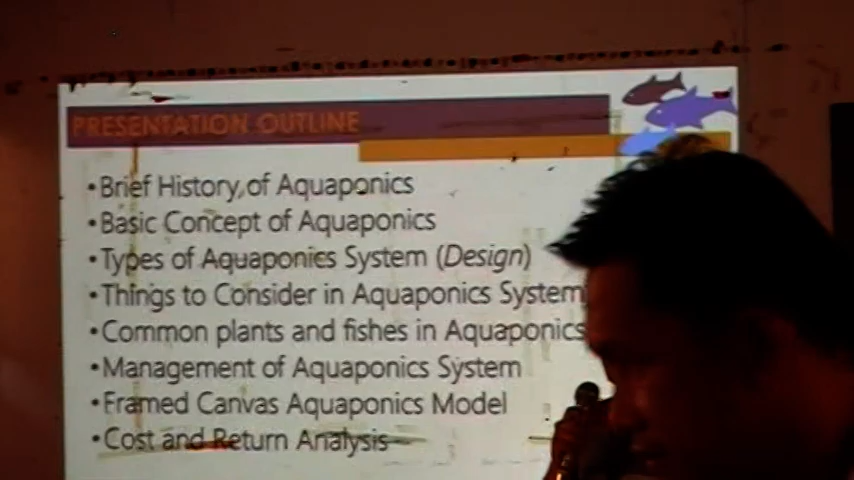 PRESENTATION OUTLINE
•Brief History of Aquaponics
•Basic Concept of Aquaponics
•Types of Aquaponics System (Design)
•Things to Consider in Aquaponics System
•Common plants and fishes in Aquaponics
•Management of Aquaponics System
•Framed Canvas Aquaponics Model
•Cost and Return Analysis